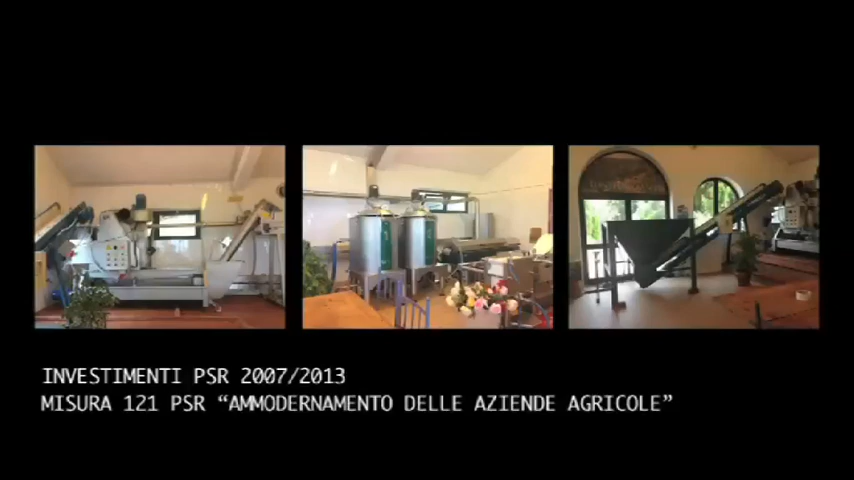 INVESTIMENTI PSR 2007/2013
MISURA 121 PSR “AMMODERNAMENTO DELLE AZIENDE AGRICOLE”